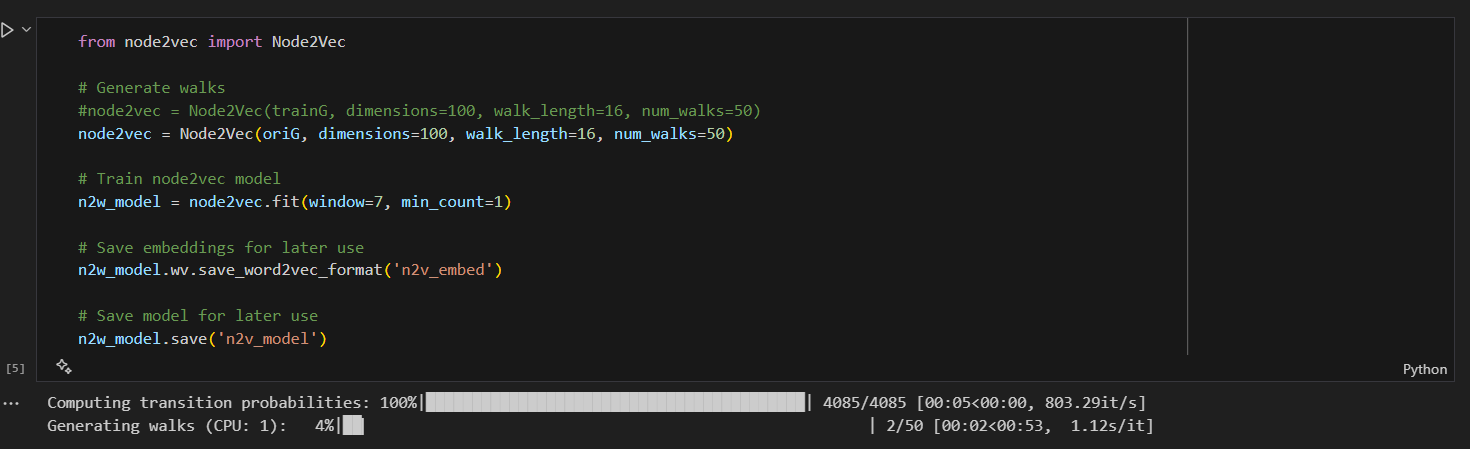 from node2vec import Node2Vec
# Generate walks
#node2vec = Node2Vec(trainG, dimensions=100, walk_length=16, num_walks=50)
node2vec = Node2Vec(oriG, dimensions=100, walk_length=16, num_walks=50)
# Train node2vec model
n2w_model = node2vec.fit(window=7, min_count=1)
# Save embeddings for later use
n2w_model.wv.save_word2vec_format('n2v_embed')
# Save model for later use
n2w_model.save('n2v_model')
[5]
Python
Computing transition probabilities: 100%| | 4085/4085 [00:05<00:00, 803.29it/s]
Generating walks (CPU: 1): 4%| | 2/50 [00:02<00:53, 1.12s/it]